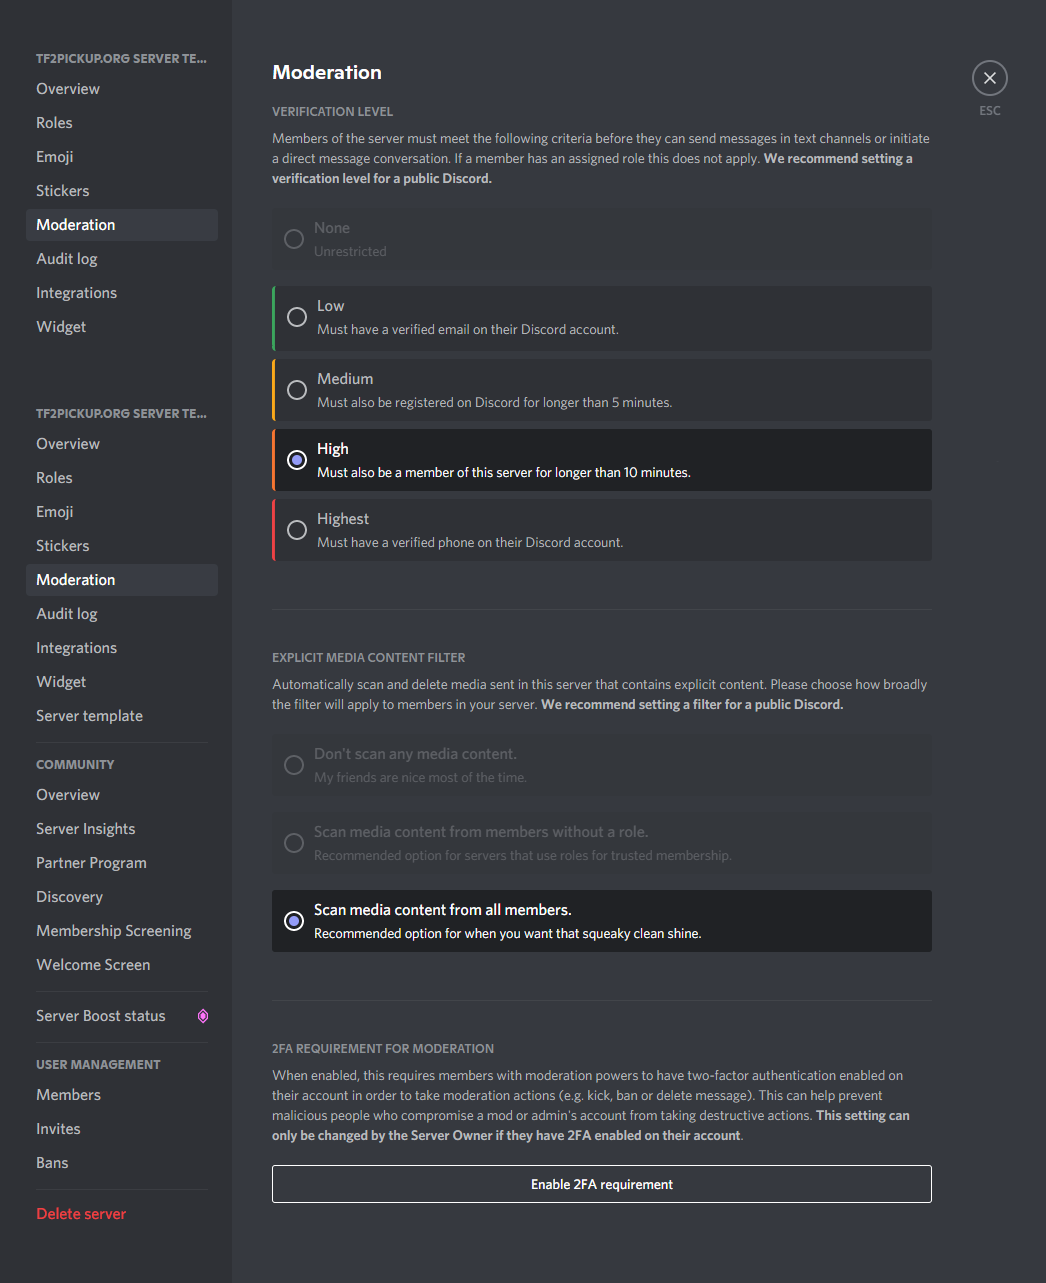 TF2PICKUP.ORG SERVER TE...
Overview
Roles
Emoji
Stickers
Moderation
Audit log
Integrations
Widget
TF2PICKUP.ORG SERVER TE...
Overview
Roles
Emoji
Stickers
Moderation
Audit log
Integrations
Widget
Server template
COMMUNITY
Overview
Server Insights
Partner Program
Discovery
Membership Screening
Welcome Screen
Server Boost status
USER MANAGEMENT
Members
Invites
Bans
Delete server
Moderation
ESC
VERIFICATION LEVEL
Members of the server must meet the following criteria before they can send messages in text channels or initiate
a direct message conversation. If a member has an assigned role this does not apply. We recommend setting a
verification level for a public Discord.
None
Unrestricted
Low
Must have a verified email on their Discord account.
Medium
Must also be registered on Discord for longer than 5 minutes.
High
Must also be a member of this server for longer than 10 minutes.
Highest
Must have a verified phone on their Discord account.
EXPLICIT MEDIA CONTENT FILTER
Automatically scan and delete media sent in this server that contains explicit content. Please choose how broadly
the filter will apply to members in your server. We recommend setting a filter for a public Discord.
Don't scan any media content.
My friends are nice most of the time.
Scan media content from members without a role.
Recommended option for servers that use roles for trusted membership.
Scan media content from all members.
Recommended option for when you want that squeaky clean shine.
2FA REQUIREMENT FOR MODERATION
When enabled, this requires members with moderation powers to have two-factor authentication enabled on
their account in order to take moderation actions (e.g. kick, ban or delete message). This can help prevent
malicious people who compromise a mod or admin's account from taking destructive actions. This setting can
only be changed by the Server Owner if they have 2FA enabled on their account.
Enable 2FA requirement